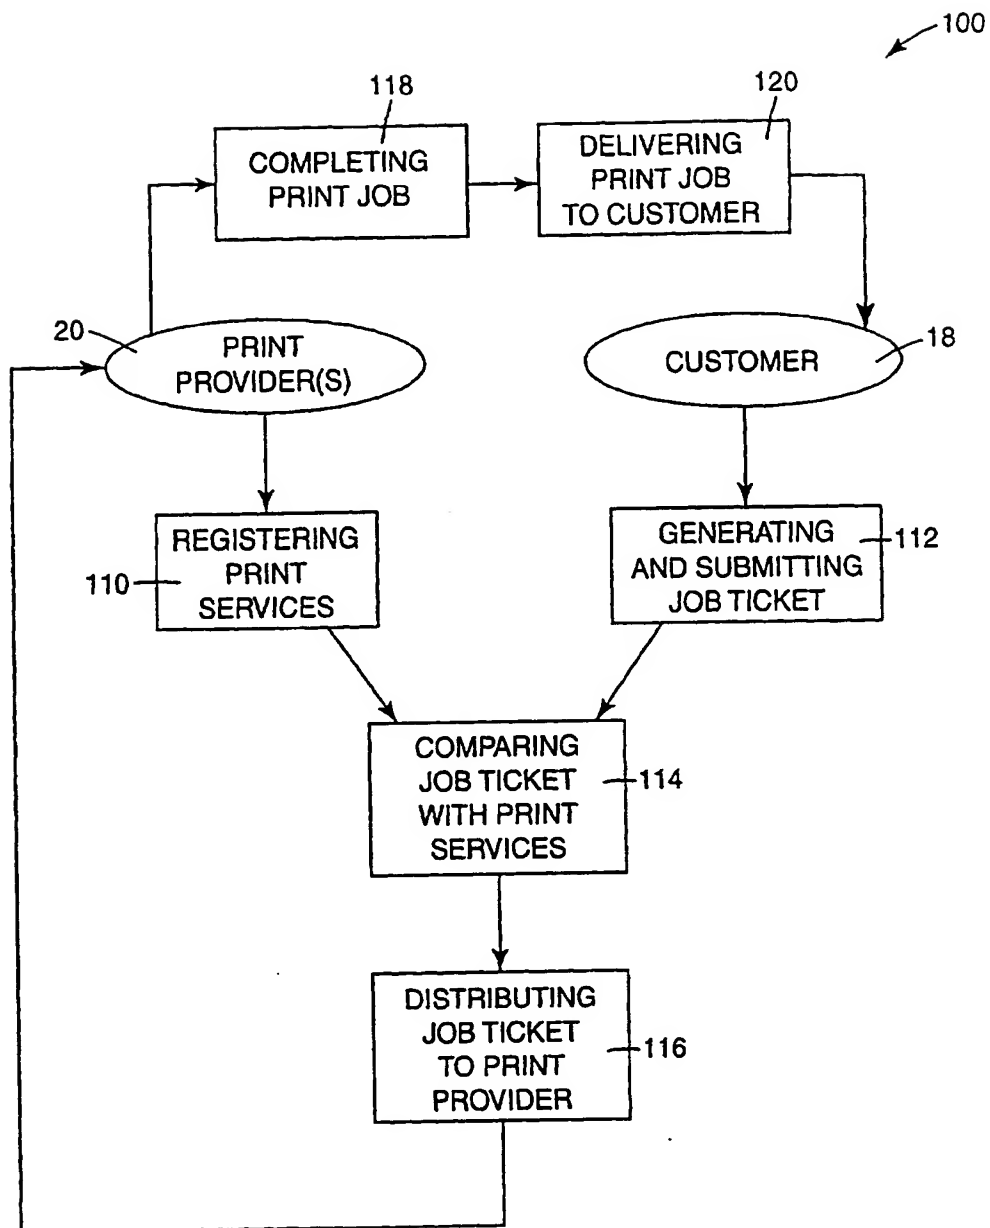 100
118
120
COMPLETING
PRINT JOB
DELIVERING
PRINT JOB
TO CUSTOMER
20
PRINT
PROVIDER(S)
CUSTOMER
18
REGISTERING
PRINT
SERVICES
110
GENERATING
AND SUBMITTING
JOB TICKET
112
COMPARING
JOB TICKET
WITH PRINT
SERVICES
114
DISTRIBUTING
JOB TICKET
TO PRINT
PROVIDER
116